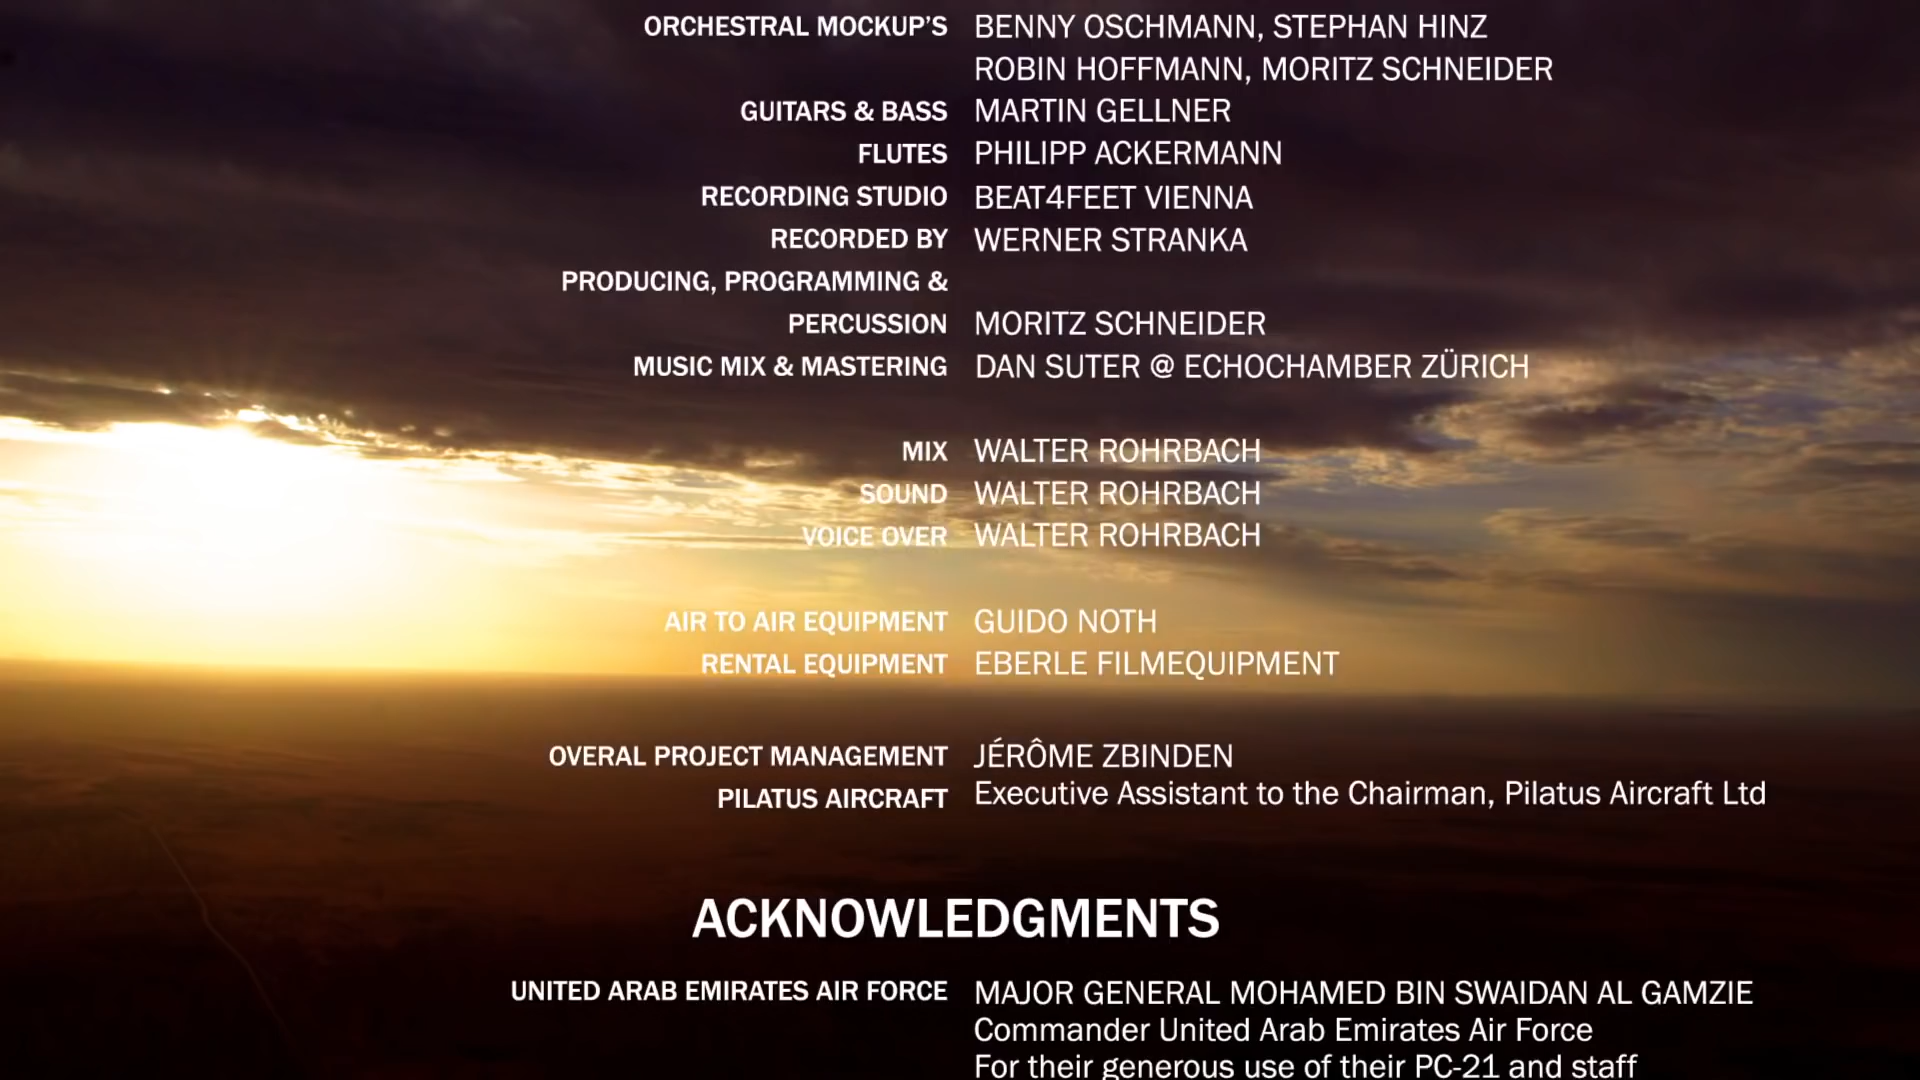 ORCHESTRAL MOCKUP'S BENNY OSCHMANN, STEPHAN HINZ
ROBIN HOFFMANN, MORITZ SCHNEIDER
GUITARS & BASS MARTIN GELLNER
FLUTES PHILIPP ACKERMANN
RECORDING STUDIO BEAT4FEET VIENNA
RECORDED BY WERNER STRANKA
PRODUCING, PROGRAMMING &
PERCUSSION MORITZ SCHNEIDER
MUSIC MIX & MASTERING DAN SUTER @ ECHOCHAMBER ZÜRICH
MIX WALTER ROHRBACH
SOUND WALTER ROHRBACH
VOICE OVER WALTER ROHRBACH
AIR TO AIR EQUIPMENT GUIDO NOTH
RENTAL EQUIPMENT EBERLE FILMEQUIPMENT
OVERAL PROJECT MANAGEMENT JÉRÔME ZBINDEN
PILATUS AIRCRAFT Executive Assistant to the Chairman, Pilatus Aircraft Ltd
ACKNOWLEDGMENTS
UNITED ARAB EMIRATES AIR FORCE MAJOR GENERAL MOHAMED BIN SWAIDAN AL GAMZIE
Commander United Arab Emirates Air Force
For their generous use of their PC-21 and staff